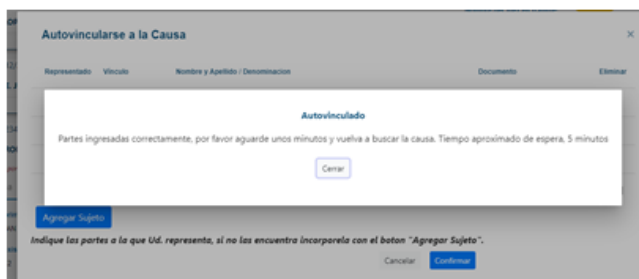 Autovincularse a la Causa
×
Representado Vinculo Nombre y Apellido / Denominacion Documento Eliminar
Autovinculado
Partes ingresadas correctamente, por favor aguarde unos minutos y vuelva a buscar la causa. Tiempo aproximado de espera, 5 minutos
Cerrar
Agregar Sujeto
Indique las partes a la que Ud. representa, si no las encuentra incorporela con el boton "Agregar Sujeto".
Cancelar Confirmar